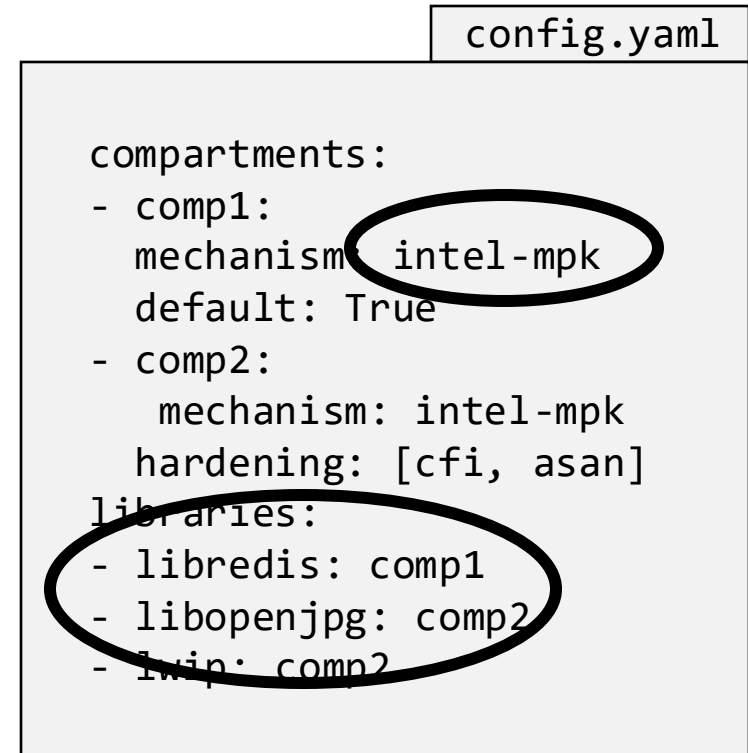 config.yaml
compartments:
- comp1:
  mechanism: intel-mpk
  default: True
- comp2:
   mechanism: intel-mpk
  hardening: [cfi, asan]
libraries:
- libredis: comp1
- libopenjpg: comp2
- lwip: comp2